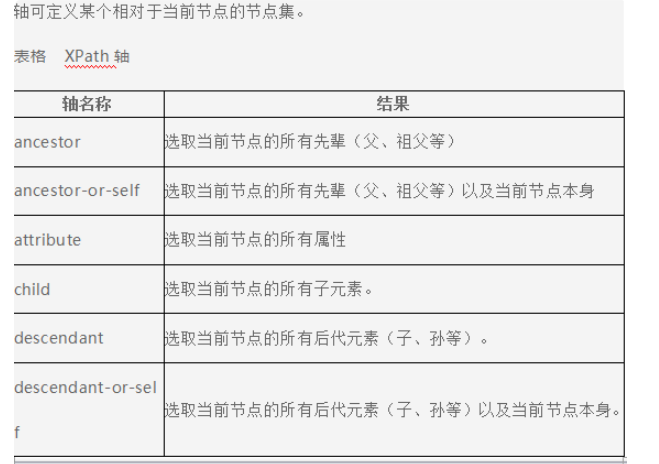 轴可定义某个相对于当前节点的节点集。
表格 XPath 轴
轴名称 结果
ancestor 选取当前节点的所有先辈（父、祖父等）
ancestor-or-self 选取当前节点的所有先辈（父、祖父等）以及当前节点本身
attribute 选取当前节点的所有属性
child 选取当前节点的所有子元素。
descendant 选取当前节点的所有后代元素（子、孙等）。
descendant-or-sel
f 选取当前节点的所有后代元素（子、孙等）以及当前节点本身。